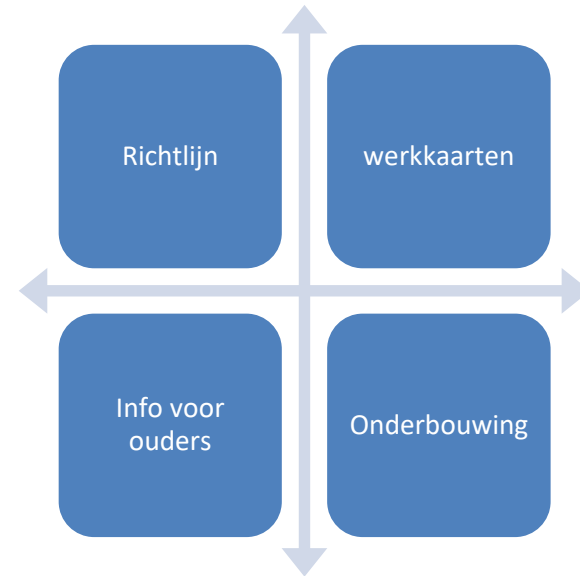 Richtlijn
werkkaarten
Info voor
ouders
Onderbouwing